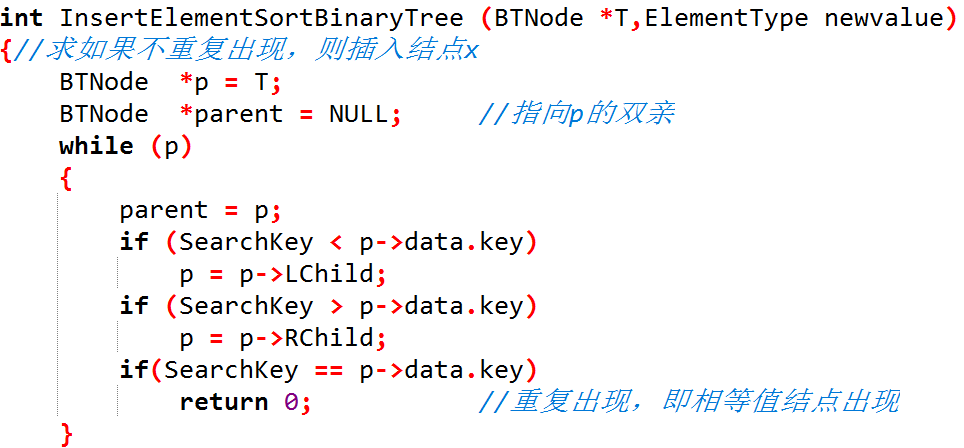 int InsertElementSortBinaryTree (BTNode *T,ElementType newvalue)
{//求如果不重复出现，则插入结点x
BTNode *p = T;
BTNode *parent = NULL; //指向p的双亲
while (p)
{
parent = p;
if (SearchKey < p->data.key)
p = p->LChild;
if (SearchKey > p->data.key)
p = p->RChild;
if(SearchKey == p->data.key)
return 0; //重复出现，即相等值结点出现
}